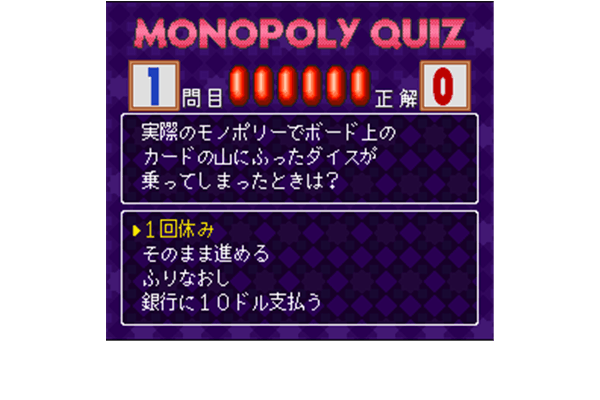 MONOPOLY QUIZ
1問目 正解 0
実際のモノポリーでボード上の
カードの山にふったダイスが
乗ってしまったときは？
▶1回休み
そのまま進める
ふりなおし
銀行に10ドル支払う